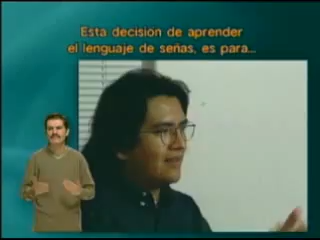 Esta decisión de aprender
el lenguaje de señas, es para...